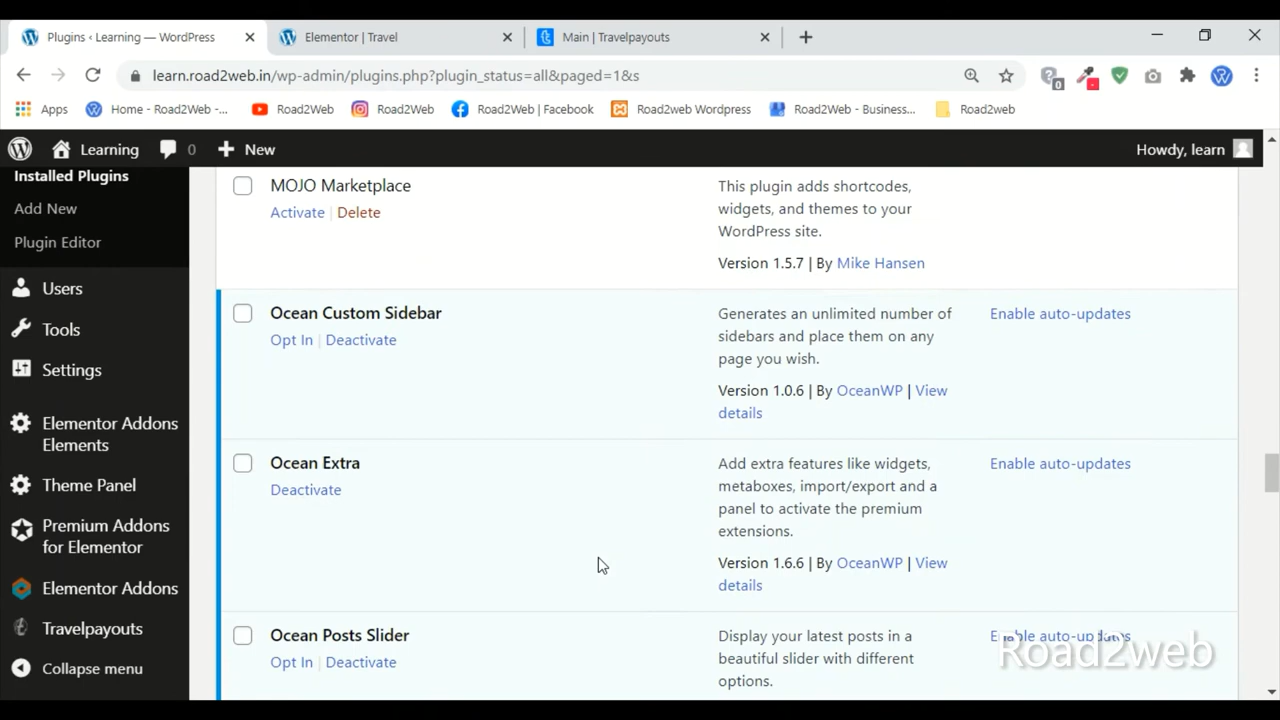 Plugins ‹ Learning — WordPress
Elementor | Travel
Main | Travelpayouts
learn.road2web.in/wp-admin/plugins.php?plugin_status=all&paged=1&s
0
Apps
Home - Road2Web -...
Road2Web
Road2Web
Road2Web | Facebook
Road2web Wordpress
Road2Web - Business...
Road2web
Learning
0
New
Howdy, learn
Installed Plugins
Add New
Plugin Editor
Users
Tools
Settings
Elementor Addons
Elements
Theme Panel
Premium Addons
for Elementor
Elementor Addons
Travelpayouts
Collapse menu
MOJO Marketplace
Activate | Delete
This plugin adds shortcodes,
widgets, and themes to your
WordPress site.
Version 1.5.7 | By Mike Hansen
Ocean Custom Sidebar
Opt In | Deactivate
Generates an unlimited number of
sidebars and place them on any
page you wish.
Version 1.0.6 | By OceanWP | View
details
Enable auto-updates
Ocean Extra
Deactivate
Add extra features like widgets,
metaboxes, import/export and a
panel to activate the premium
extensions.
Version 1.6.6 | By OceanWP | View
details
Enable auto-updates
Ocean Posts Slider
Opt In | Deactivate
Display your latest posts in a
beautiful slider with different
options.
Enable auto-updates
Road2web